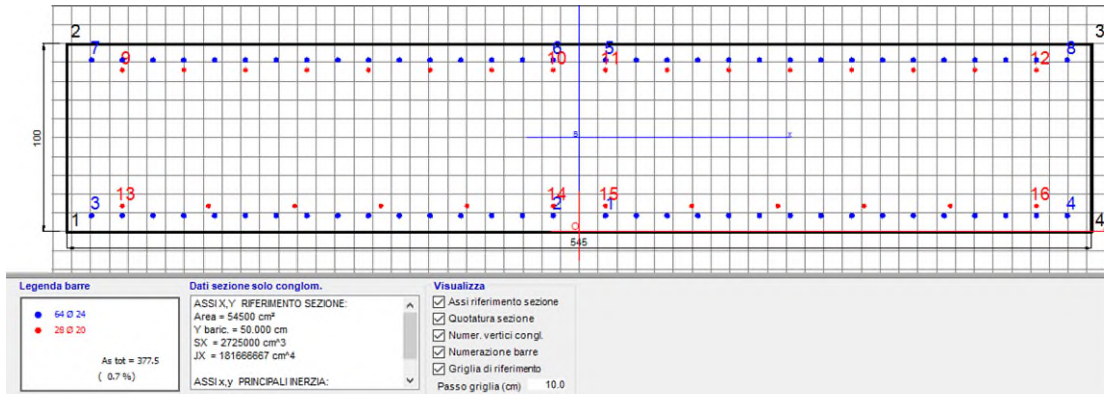 2
3
7
9
6
10
5
11
8
12
100
s
x
13
3
14
2
15
1
16
4
1
O
4
545
Legenda barre
64 Ø 24
28 Ø 20
As tot = 377.5
( 0.7 %)
Dati sezione solo conglom.
ASSI X,Y RIFERIMENTO SEZIONE:
Area = 54500 cm²
Y baric. = 50.000 cm
SX = 2725000 cm^3
JX = 181666667 cm^4
ASSI x,y PRINCIPALI INERZIA:
Visualizza
Assi riferimento sezione
Quotatura sezione
Numer. vertici congl.
Numerazione barre
Griglia di riferimento
Passo griglia (cm) 10.0